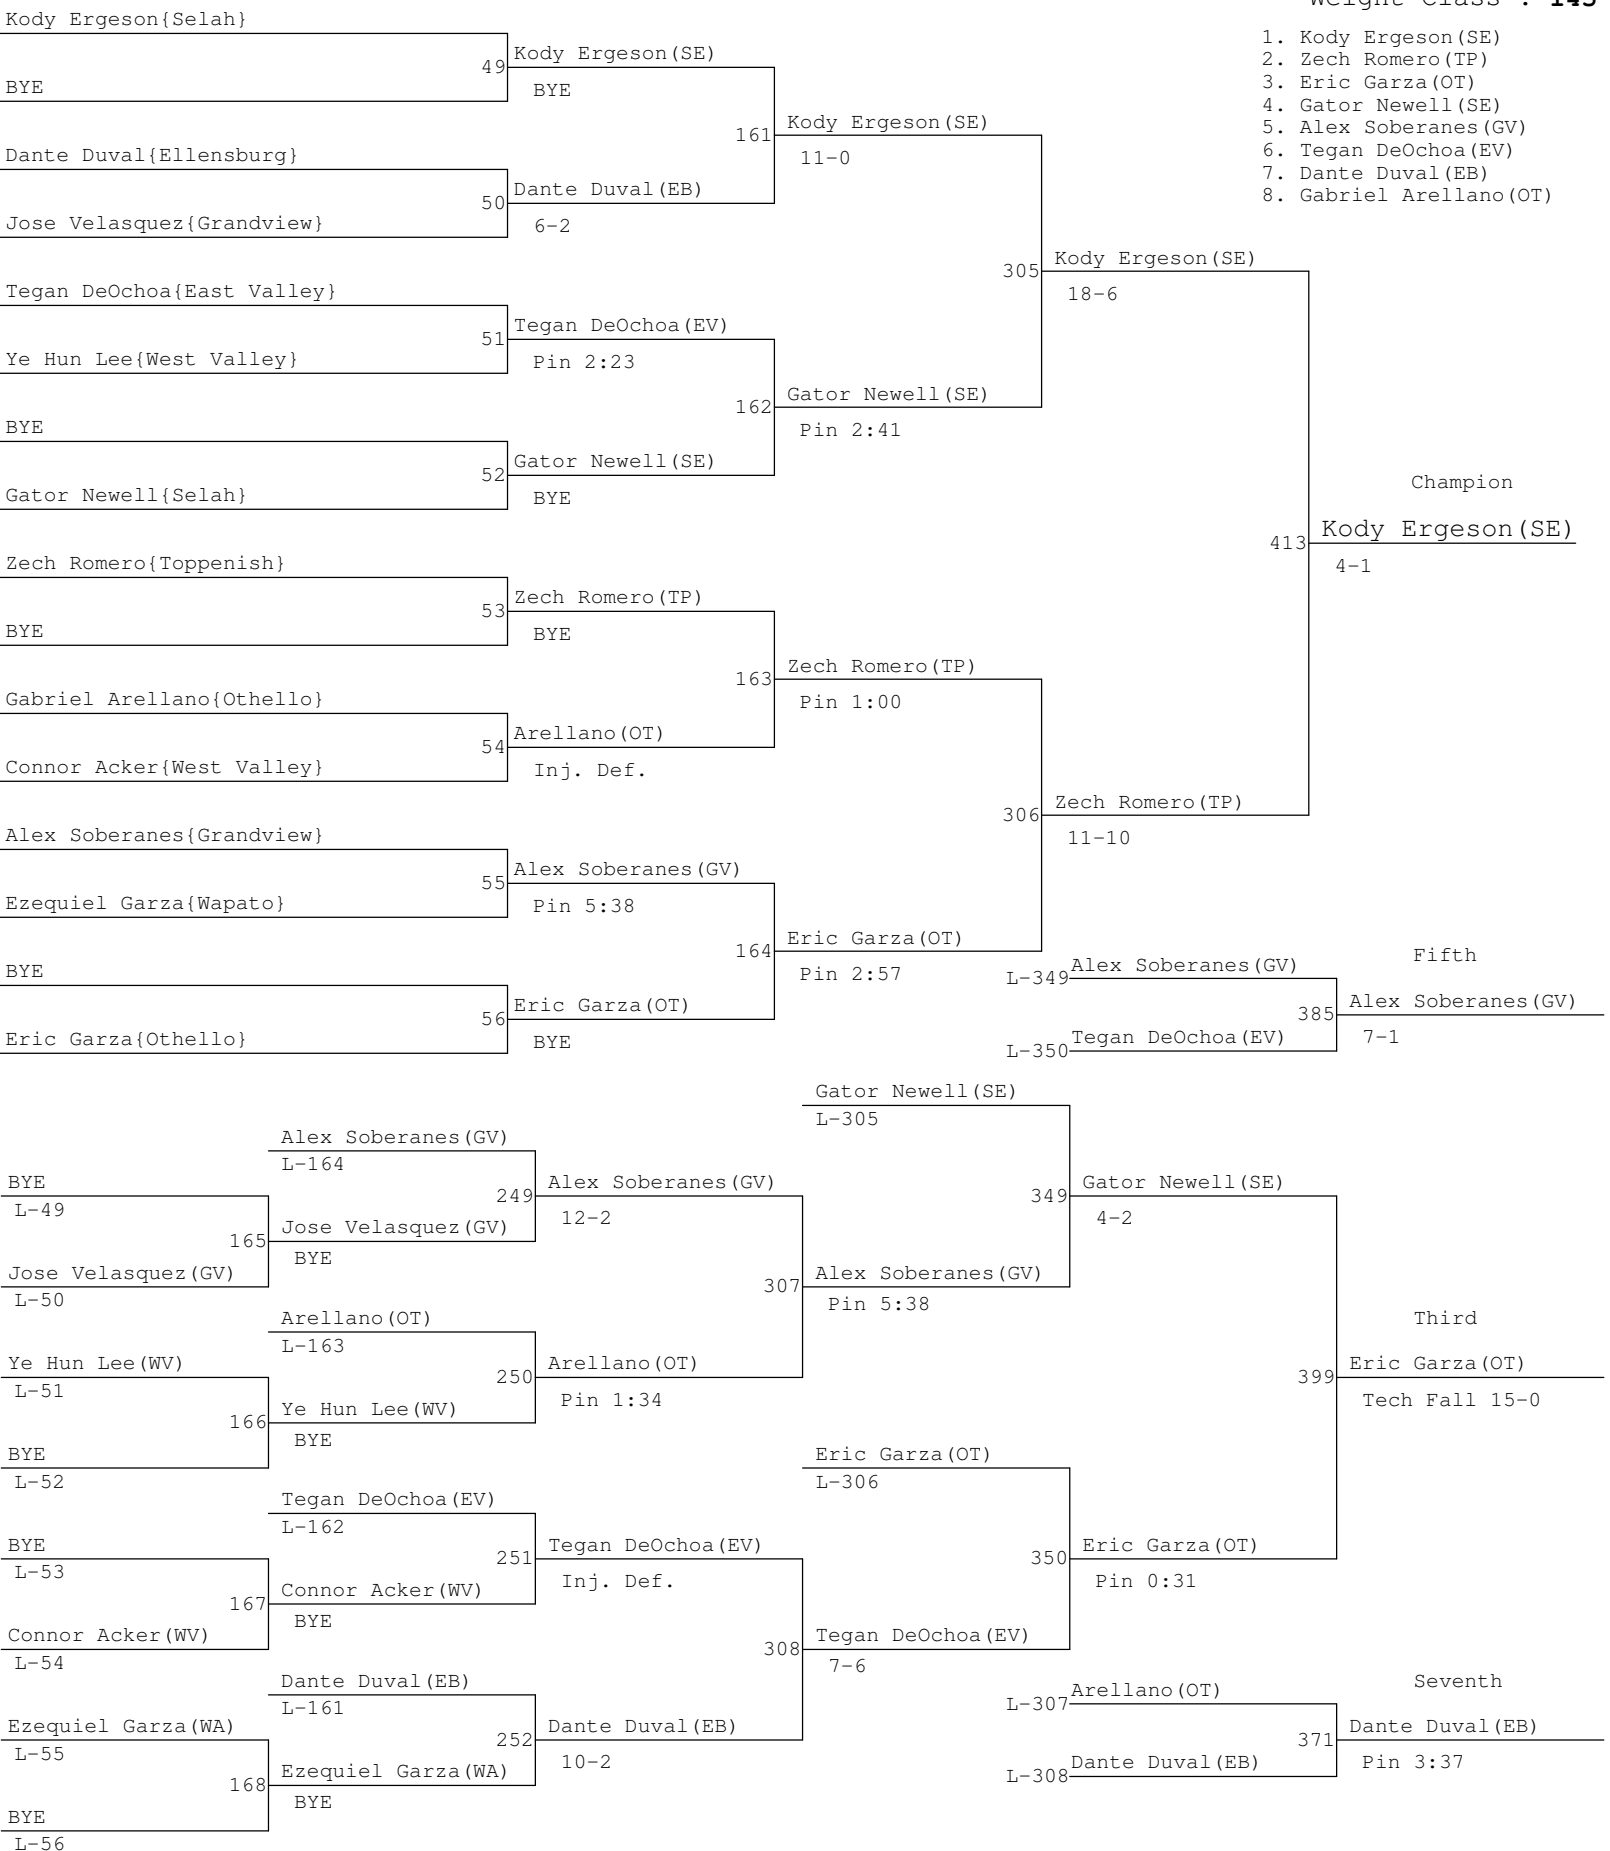 Weight Class : 145
1. Kody Ergeson(SE)
2. Zech Romero(TP)
3. Eric Garza(OT)
4. Gator Newell(SE)
5. Alex Soberanes(GV)
6. Tegan DeOchoa(EV)
7. Dante Duval(EB)
8. Gabriel Arellano(OT)
Kody Ergeson{Selah}
BYE
Dante Duval{Ellensburg}
Jose Velasquez{Grandview}
Tegan DeOchoa{East Valley}
Ye Hun Lee{West Valley}
BYE
Gator Newell{Selah}
Zech Romero{Toppenish}
BYE
Gabriel Arellano{Othello}
Connor Acker{West Valley}
Alex Soberanes{Grandview}
Ezequiel Garza{Wapato}
BYE
Eric Garza{Othello}
49 Kody Ergeson(SE)
BYE
50 Dante Duval(EB)
6-2
51 Tegan DeOchoa(EV)
Pin 2:23
52 Gator Newell(SE)
BYE
53 Zech Romero(TP)
BYE
54 Arellano(OT)
Inj. Def.
55 Alex Soberanes(GV)
Pin 5:38
56 Eric Garza(OT)
BYE
161 Kody Ergeson(SE)
11-0
162 Gator Newell(SE)
Pin 2:41
163 Zech Romero(TP)
Pin 1:00
164 Eric Garza(OT)
Pin 2:57
305 Kody Ergeson(SE)
18-6
306 Zech Romero(TP)
11-10
Champion
413 Kody Ergeson(SE)
4-1
Fifth
L-349 Alex Soberanes(GV)
385 Alex Soberanes(GV)
L-350 Tegan DeOchoa(EV)
7-1
BYE
L-49
Jose Velasquez(GV)
L-50
Ye Hun Lee(WV)
L-51
BYE
L-52
BYE
L-53
Connor Acker(WV)
L-54
Ezequiel Garza(WA)
L-55
BYE
L-56
Alex Soberanes(GV)
L-164
165 Jose Velasquez(GV)
BYE
Arellano(OT)
L-163
166 Ye Hun Lee(WV)
BYE
Tegan DeOchoa(EV)
L-162
167 Connor Acker(WV)
BYE
Dante Duval(EB)
L-161
168 Ezequiel Garza(WA)
BYE
249 Alex Soberanes(GV)
12-2
250 Arellano(OT)
Pin 1:34
251 Tegan DeOchoa(EV)
Inj. Def.
252 Dante Duval(EB)
10-2
Gator Newell(SE)
L-305
307 Alex Soberanes(GV)
Pin 5:38
Eric Garza(OT)
L-306
308 Tegan DeOchoa(EV)
7-6
349 Gator Newell(SE)
4-2
350 Eric Garza(OT)
Pin 0:31
Third
399 Eric Garza(OT)
Tech Fall 15-0
Seventh
L-307 Arellano(OT)
371 Dante Duval(EB)
L-308 Dante Duval(EB)
Pin 3:37